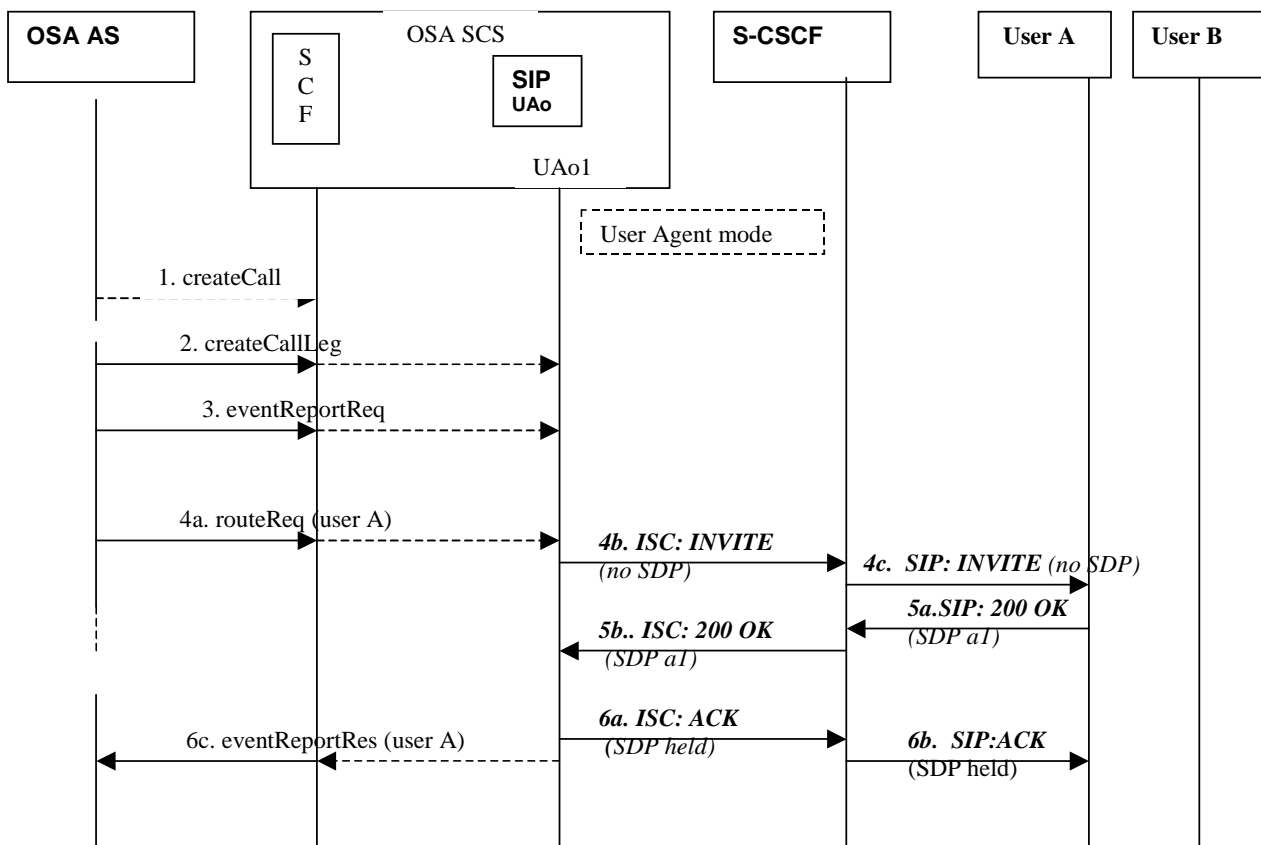 OSA AS
OSA SCS
S-CSCF
User A
User B
S
C
F
SIP
UAo
UAo1
User Agent mode
1. createCall
2. createCallLeg
3. eventReportReq
4a. routeReq (user A)
4b. ISC: INVITE
(no SDP)
4c. SIP: INVITE (no SDP)
5a.SIP: 200 OK
(SDP a1)
5b.. ISC: 200 OK
(SDP a1)
6a. ISC: ACK
(SDP held)
6c. eventReportRes (user A)
6b. SIP:ACK
(SDP held)